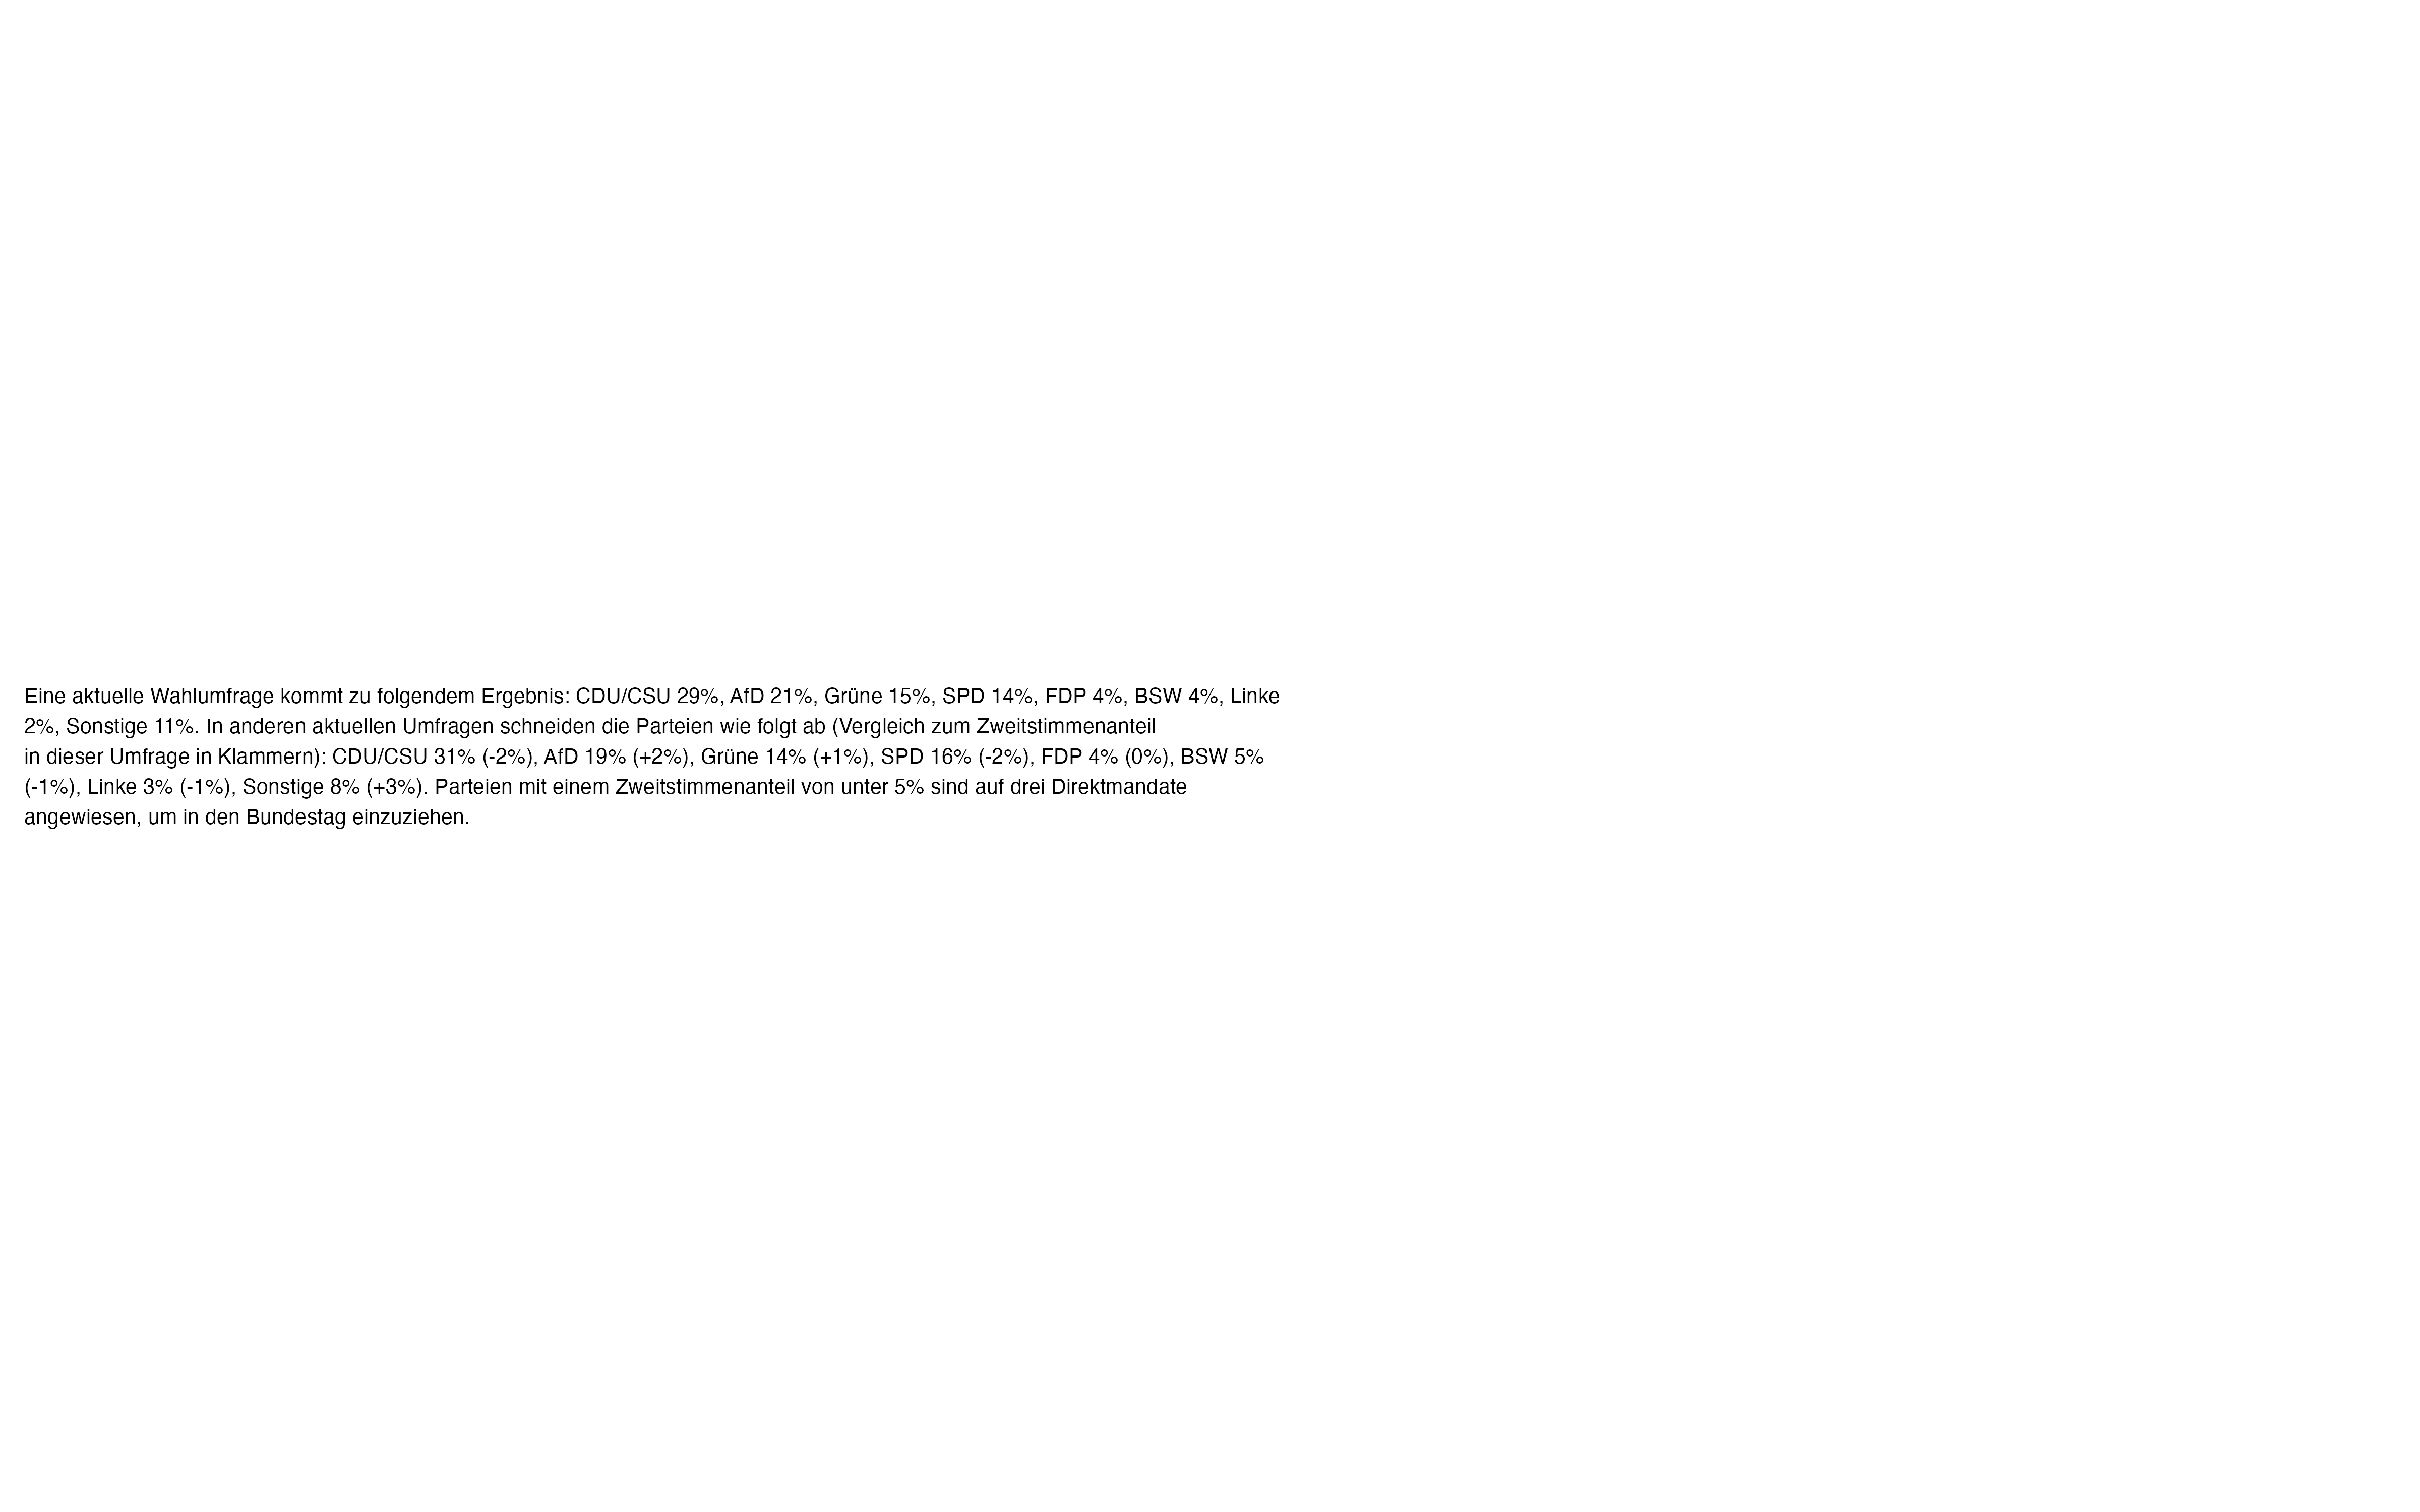 Eine aktuelle Wahlumfrage kommt zu folgendem Ergebnis: CDU/CSU 29%, AfD 21%, Grüne 15%, SPD 14%, FDP 4%, BSW 4%, Linke
2%, Sonstige 11%. In anderen aktuellen Umfragen schneiden die Parteien wie folgt ab (Vergleich zum Zweitstimmenanteil
in dieser Umfrage in Klammern): CDU/CSU 31% (-2%), AfD 19% (+2%), Grüne 14% (+1%), SPD 16% (-2%), FDP 4% (0%), BSW 5%
(-1%), Linke 3% (-1%), Sonstige 8% (+3%). Parteien mit einem Zweitstimmenanteil von unter 5% sind auf drei Direktmandate
angewiesen, um in den Bundestag einzuziehen.